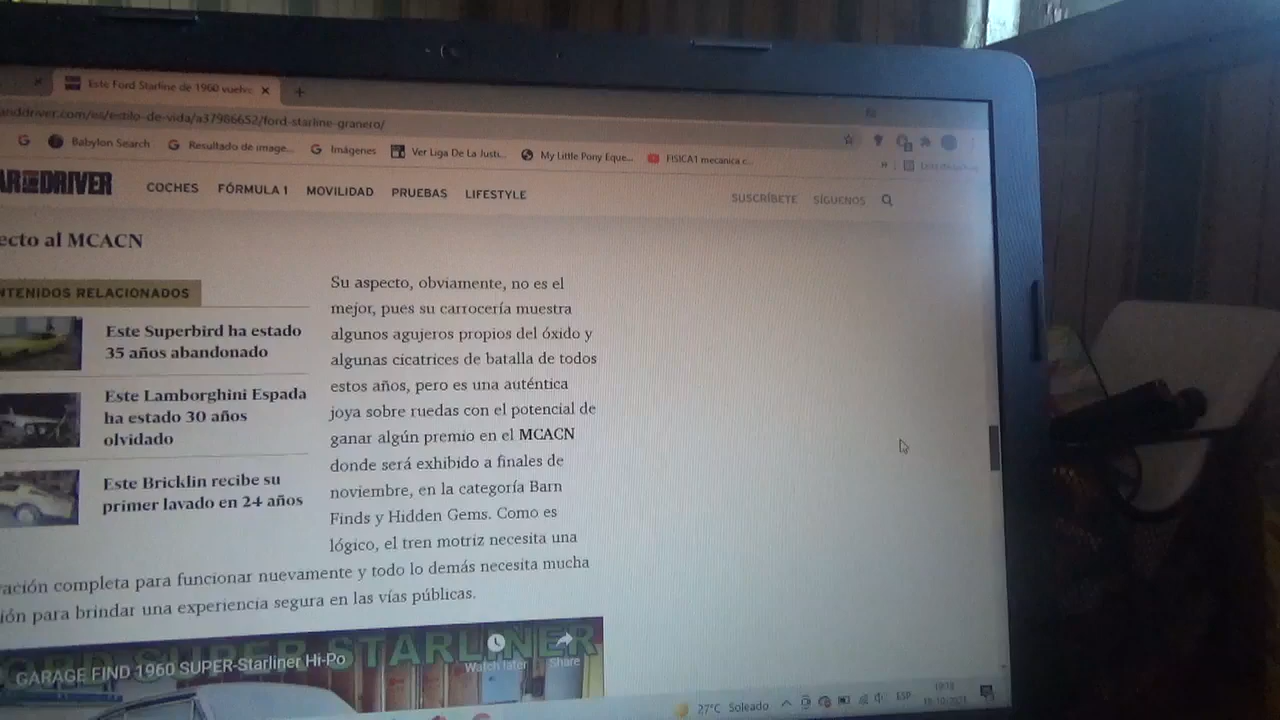 Este Ford Starline de 1960 vuelve
anddriver.com/es/estilo-de-vida/a37986652/ford-starline-granero/
Babylon Search Resultado de image... Imágenes Ver Liga De La Justi... My Little Pony Eque... FISICA1 mecanica c...
AR AND DRIVER COCHES FÓRMULA 1 MOVILIDAD PRUEBAS LIFESTYLE SUSCRÍBETE SÍGUENOS
ecto al MCACN
NTENIDOS RELACIONADOS
Este Superbird ha estado
35 años abandonado
Este Lamborghini Espada
ha estado 30 años
olvidado
Este Bricklin recibe su
primer lavado en 24 años
Su aspecto, obviamente, no es el
mejor, pues su carrocería muestra
algunos agujeros propios del óxido y
algunas cicatrices de batalla de todos
estos años, pero es una auténtica
joya sobre ruedas con el potencial de
ganar algún premio en el MCACN
donde será exhibido a finales de
noviembre, en la categoría Barn
Finds y Hidden Gems. Como es
lógico, el tren motriz necesita una
ración completa para funcionar nuevamente y todo lo demás necesita mucha
ión para brindar una experiencia segura en las vías públicas.
ORD SUPER STARLINER
GARAGE FIND 1960 SUPER-Starliner Hi-Po
Watch later Share
27°C Soleado ESP